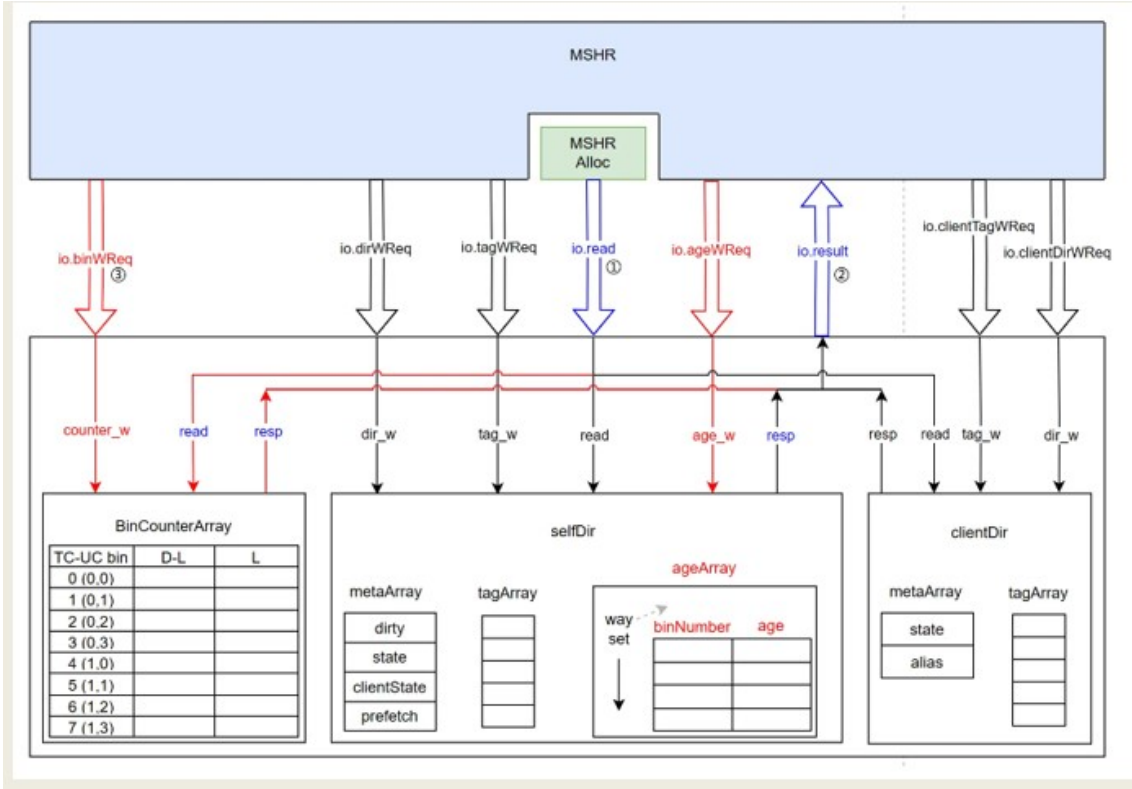 MSHR
MSHR
Alloc
io.binWReq
③
io.dirWReq
io.tagWReq
io.read
①
io.ageWReq
io.result
②
io.clientTagWReq
io.clientDirWReq
counter_w
read
resp
dir_w
tag_w
read
age_w
resp
resp
read
tag_w
dir_w
BinCounterArray
TC-UC bin D-L L
0 (0,0)
1 (0,1)
2 (0,2)
3 (0,3)
4 (1,0)
5 (1,1)
6 (1,2)
7 (1,3)
selfDir
metaArray
dirty
state
clientState
prefetch
tagArray
ageArray
way
set
binNumber age
clientDir
metaArray
state
alias
tagArray